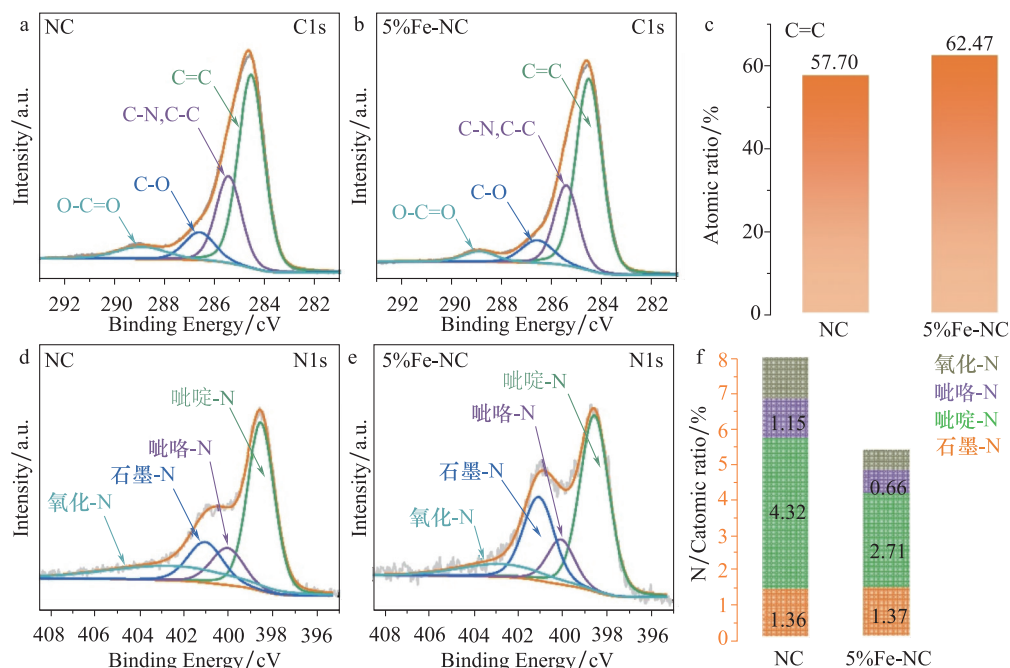 a NC C1s
C=C
C-N,C-C
C-O
O-C=O
Intensity/a.u.
292 290 288 286 284 282
Binding Energy/cV
b 5%Fe-NC C1s
C=C
C-N,C-C
C-O
O-C=O
Intensity/a.u.
292 290 288 286 284 282
Binding Energy/cV
c C=C
57.70
62.47
Atomic ratio/%
60
40
20
0
NC 5%Fe-NC
d NC N1s
吡啶-N
吡咯-N
石墨-N
氧化-N
Intensity/a.u.
408 406 404 402 400 398 396
Binding Energy/cV
e 5%Fe-NC N1s
吡啶-N
吡咯-N
石墨-N
氧化-N
Intensity/a.u.
408 406 404 402 400 398 396
Binding Energy/cV
f
氧化-N
吡咯-N
吡啶-N
石墨-N
N/Catomic ratio/%
8
7
6
5
4
3
2
1
0
1.15
4.32
1.36
0.66
2.71
1.37
NC 5%Fe-NC